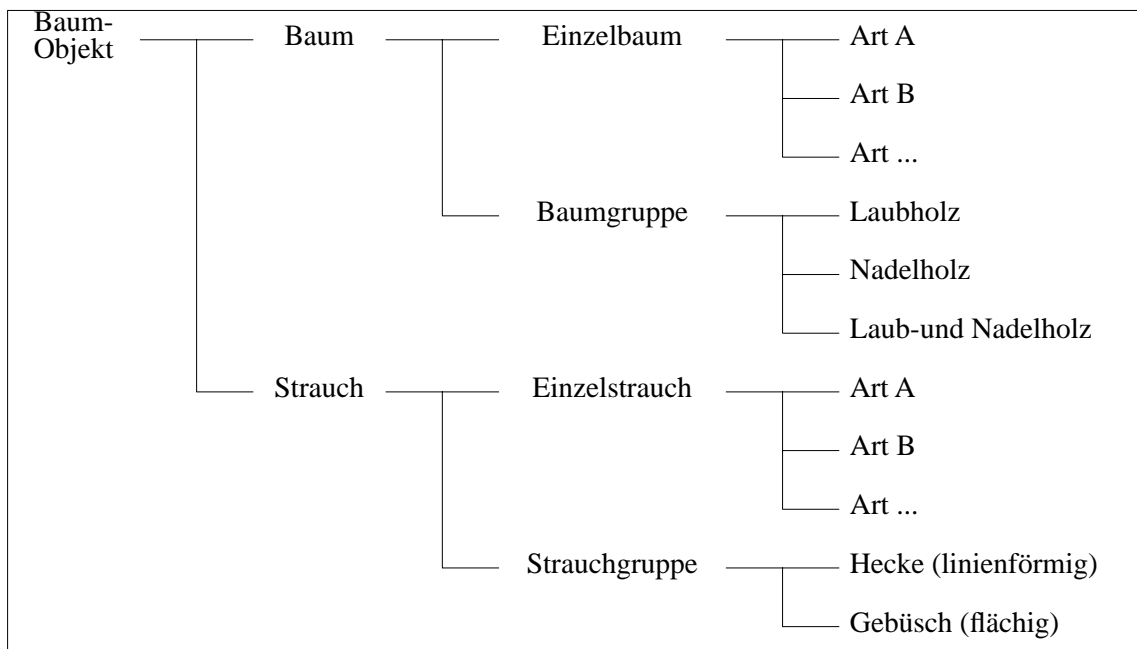 Baum-
Objekt
Baum
Einzelbaum
Art A
Art B
Art ...
Baumgruppe
Laubholz
Nadelholz
Laub-und Nadelholz
Strauch
Einzelstrauch
Art A
Art B
Art ...
Strauchgruppe
Hecke (linienförmig)
Gebüsch (flächig)